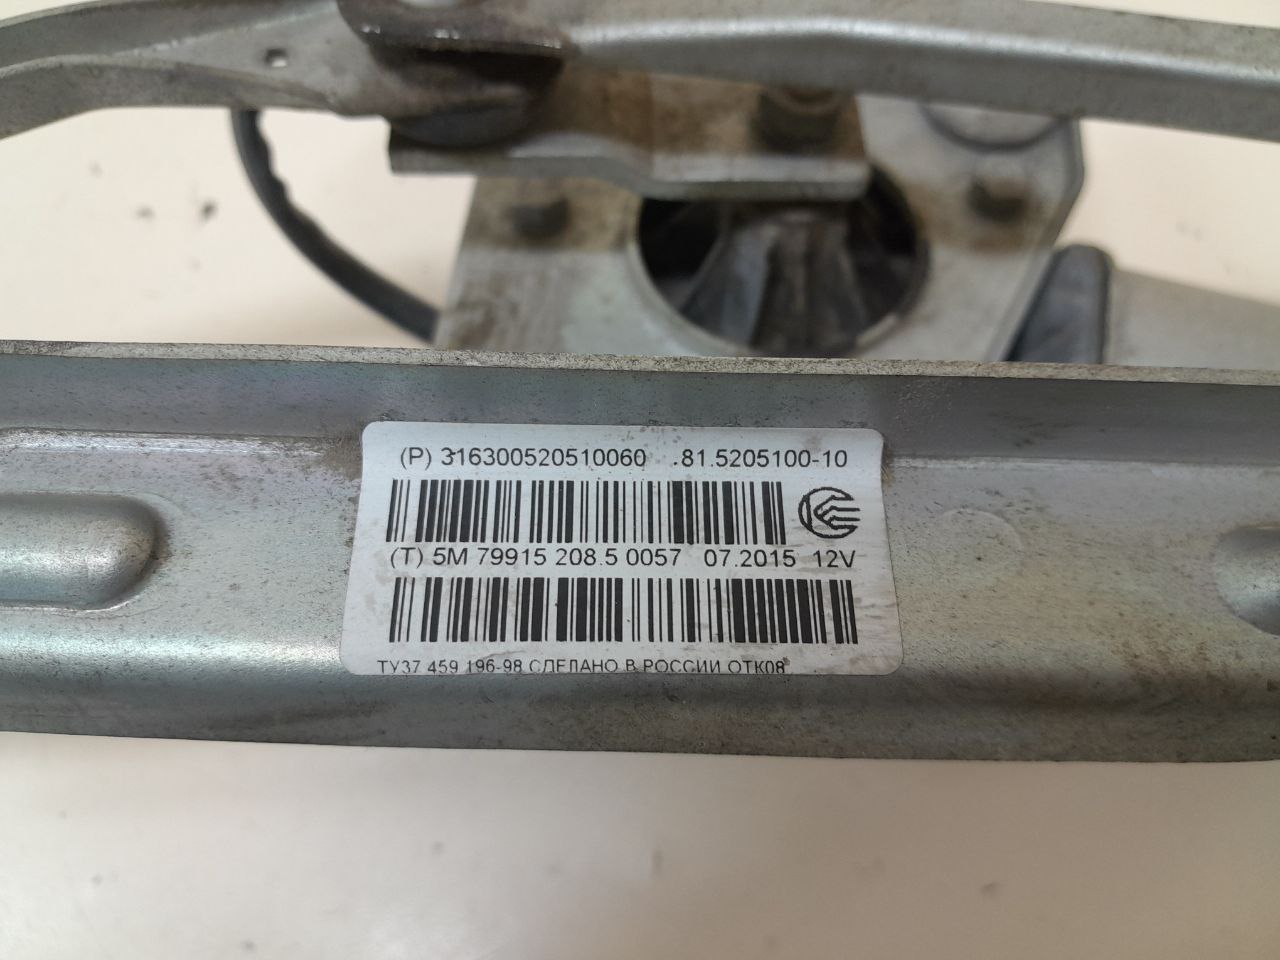 (P) 316300520510060 .81.5205100-10
(T) 5M 79915 208.5 0057 07.2015 12V
ТУ37 459 196-98 СДЕЛАНО В РОССИИ ОТК08